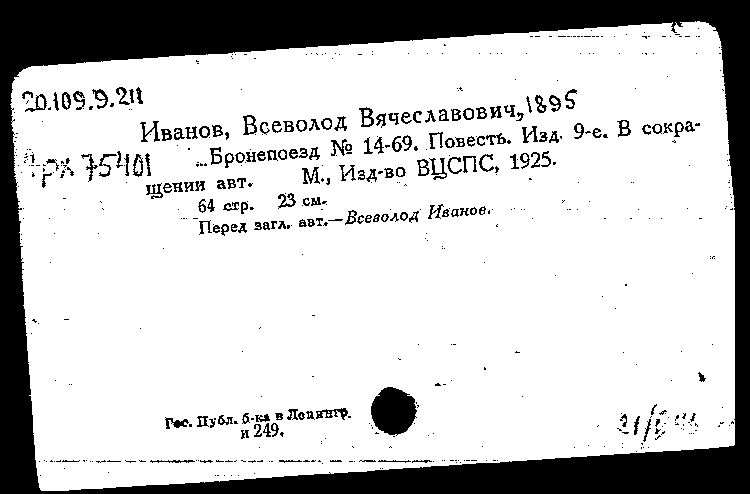 20.109.9.211
Иванов, Всеволод Вячеславович, 1895
Арх 75401
...Бронепоезд № 14-69. Повесть. Изд. 9-е. В сокра-
щении авт. М., Изд-во ВЦСПС, 1925.
64 стр. 23 см.
Перед загл. авт.—Всеволод Иванов.
Гос. Публ. б-ка в Ленингр.
и 249.